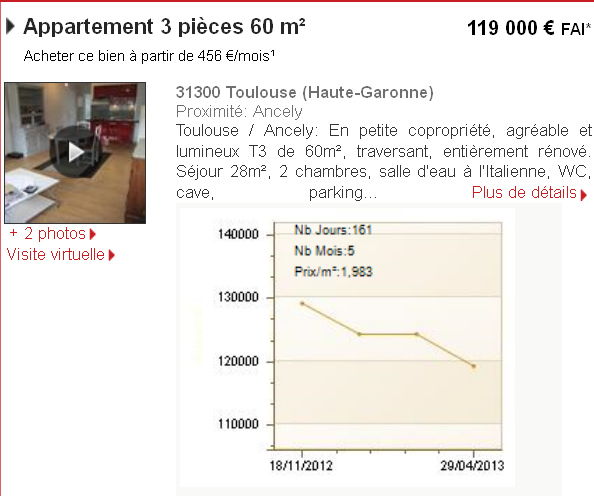 Appartement 3 pièces 60 m²
119 000 € FAI*
Acheter ce bien à partir de 456 €/mois¹
31300 Toulouse (Haute-Garonne)
Proximité: Ancely
Toulouse / Ancely: En petite copropriété, agréable et
lumineux T3 de 60m², traversant, entièrement rénové.
Séjour 28m², 2 chambres, salle d'eau à l'Italienne, WC,
cave, parking... Plus de détails
+ 2 photos
Visite virtuelle
Nb Jours:161
Nb Mois:5
Prix/m²:1,983
140000
130000
120000
110000
18/11/2012
29/04/2013